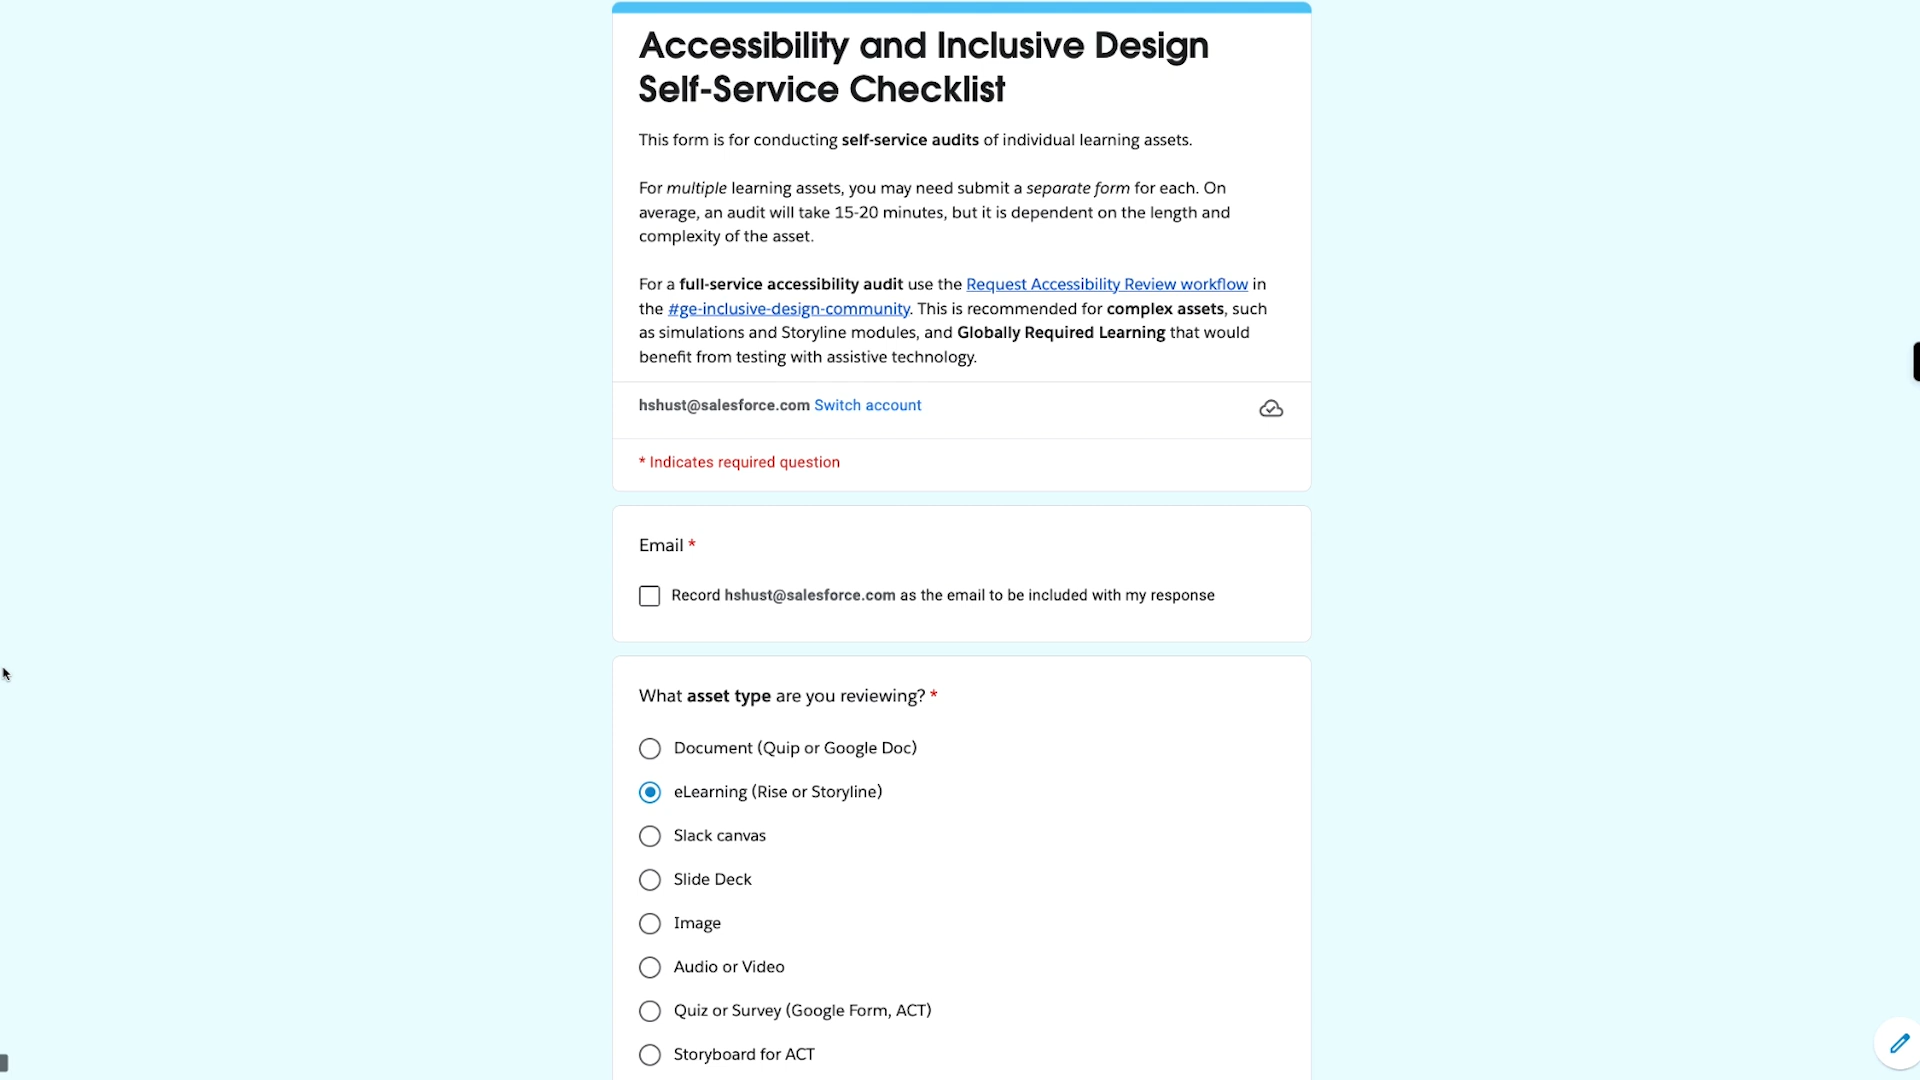 Accessibility and Inclusive Design
Self-Service Checklist
This form is for conducting self-service audits of individual learning assets.
For multiple learning assets, you may need submit a separate form for each. On
average, an audit will take 15-20 minutes, but it is dependent on the length and
complexity of the asset.
For a full-service accessibility audit use the Request Accessibility Review workflow in
the #ge-inclusive-design-community. This is recommended for complex assets, such
as simulations and Storyline modules, and Globally Required Learning that would
benefit from testing with assistive technology.
hshust@salesforce.com Switch account
* Indicates required question
Email *
Record hshust@salesforce.com as the email to be included with my response
What asset type are you reviewing? *
Document (Quip or Google Doc)
eLearning (Rise or Storyline)
Slack canvas
Slide Deck
Image
Audio or Video
Quiz or Survey (Google Form, ACT)
Storyboard for ACT